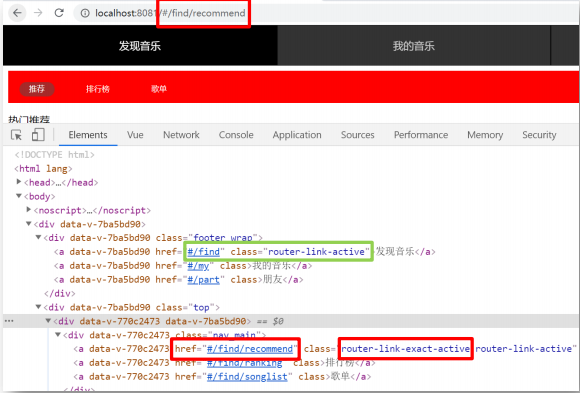 localhost:8081/#/find/recommend
发现音乐 我的音乐
推荐 排行榜 歌单
热门推荐
Elements Vue Network Console Application Sources Performance Memory Security
<!DOCTYPE html>
<html lang>
<head>…</head>
<body>
<noscript>…</noscript>
<div data-v-7ba5bd90>
<div data-v-7ba5bd90 class="footer_wrap">
<a data-v-7ba5bd90 href="#/find" class="router-link-active">发现音乐</a>
<a data-v-7ba5bd90 href="#/my" class>我的音乐</a>
<a data-v-7ba5bd90 href="#/part" class>朋友</a>
</div>
<div data-v-7ba5bd90 class="top">
<div data-v-770c2473 data-v-7ba5bd90> == $0
<div data-v-770c2473 class="nav_main">
<a data-v-770c2473 href="#/find/recommend" class="router-link-exact-active router-link-active"
<a data-v-770c2473 href="#/find/ranking" class>排行榜</a>
<a data-v-770c2473 href="#/find/songlist" class>歌单</a>